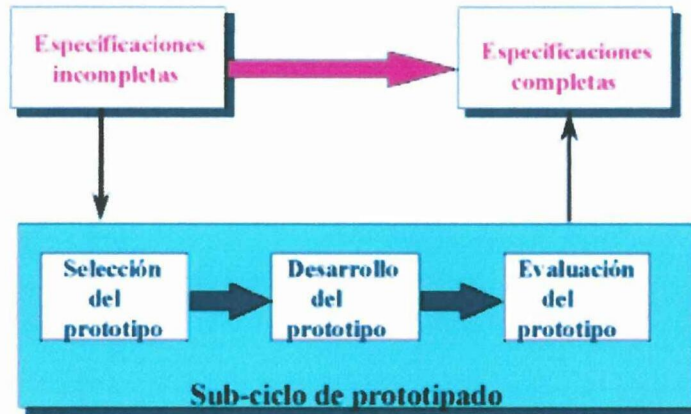 Especificaciones
incompletas
Especificaciones
completas
Selección
del
prototipo
Desarrollo
del
prototipo
Evaluación
del
prototipo
Sub-ciclo de prototipado